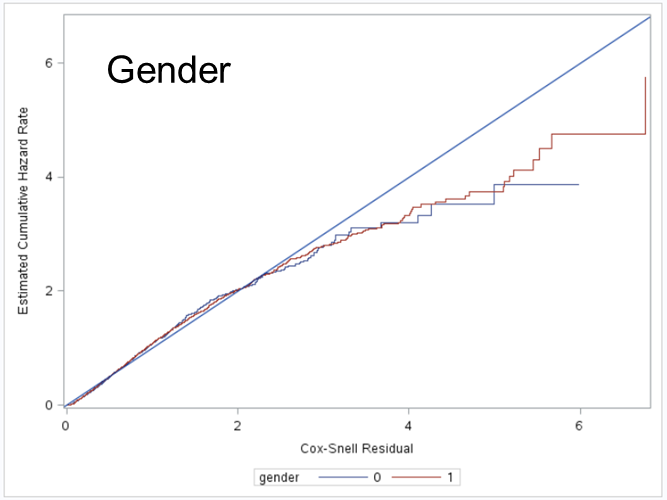 Gender
Estimated Cumulative Hazard Rate
6
4
2
0
0 2 4 6
Cox-Snell Residual
gender 0 1